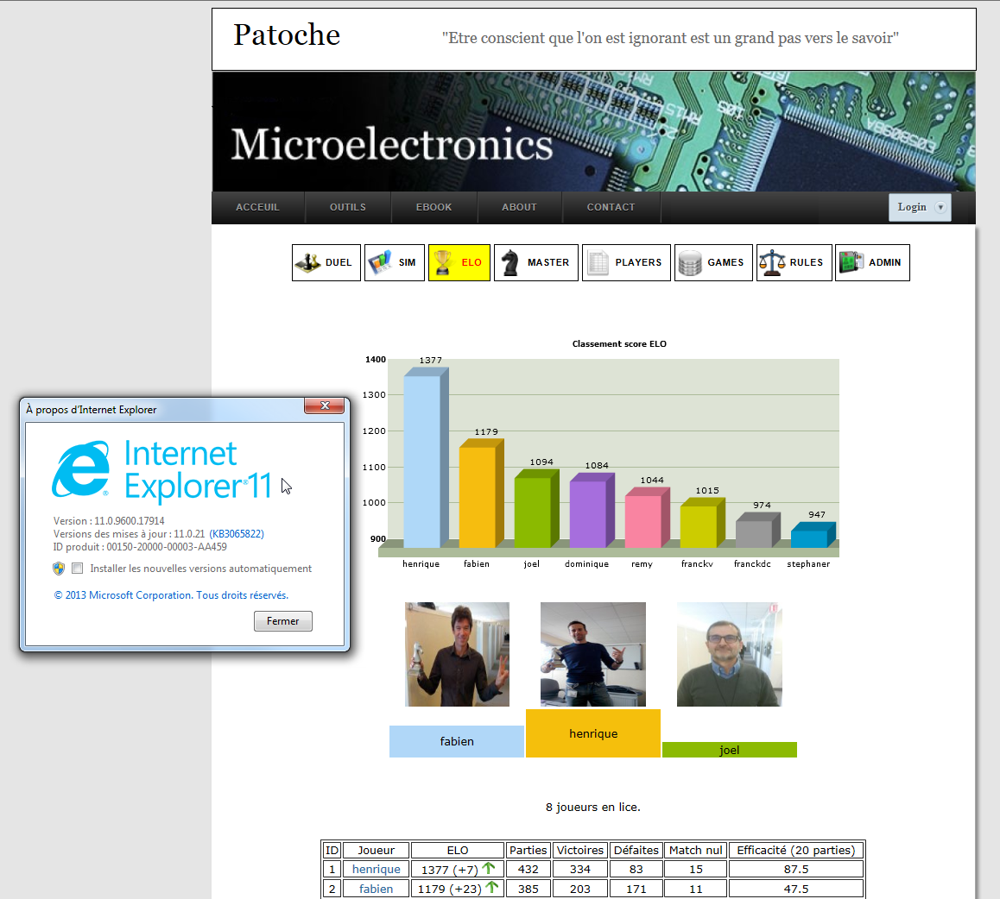 Patoche
"Etre conscient que l'on est ignorant est un grand pas vers le savoir"
Microelectronics
ACCEUIL OUTILS EBOOK ABOUT CONTACT Login
DUEL SIM ELO MASTER PLAYERS GAMES RULES ADMIN
Classement score ELO
1400
1300
1200
1100
1000
900
1377
1179
1094
1084
1044
1015
974
947
henrique fabien joel dominique remy franckv franckdc stephaner
À propos d'Internet Explorer
Internet
Explorer®11
Version : 11.0.9600.17914
Versions des mises à jour : 11.0.21 (KB3065822)
ID produit : 00150-20000-00003-AA459
Installer les nouvelles versions automatiquement
© 2013 Microsoft Corporation. Tous droits réservés.
Fermer
fabien
henrique
joel
8 joueurs en lice.
ID Joueur ELO Parties Victoires Défaites Match nul Efficacité (20 parties)
1 henrique 1377 (+7) 432 334 83 15 87.5
2 fabien 1179 (+23) 385 203 171 11 47.5